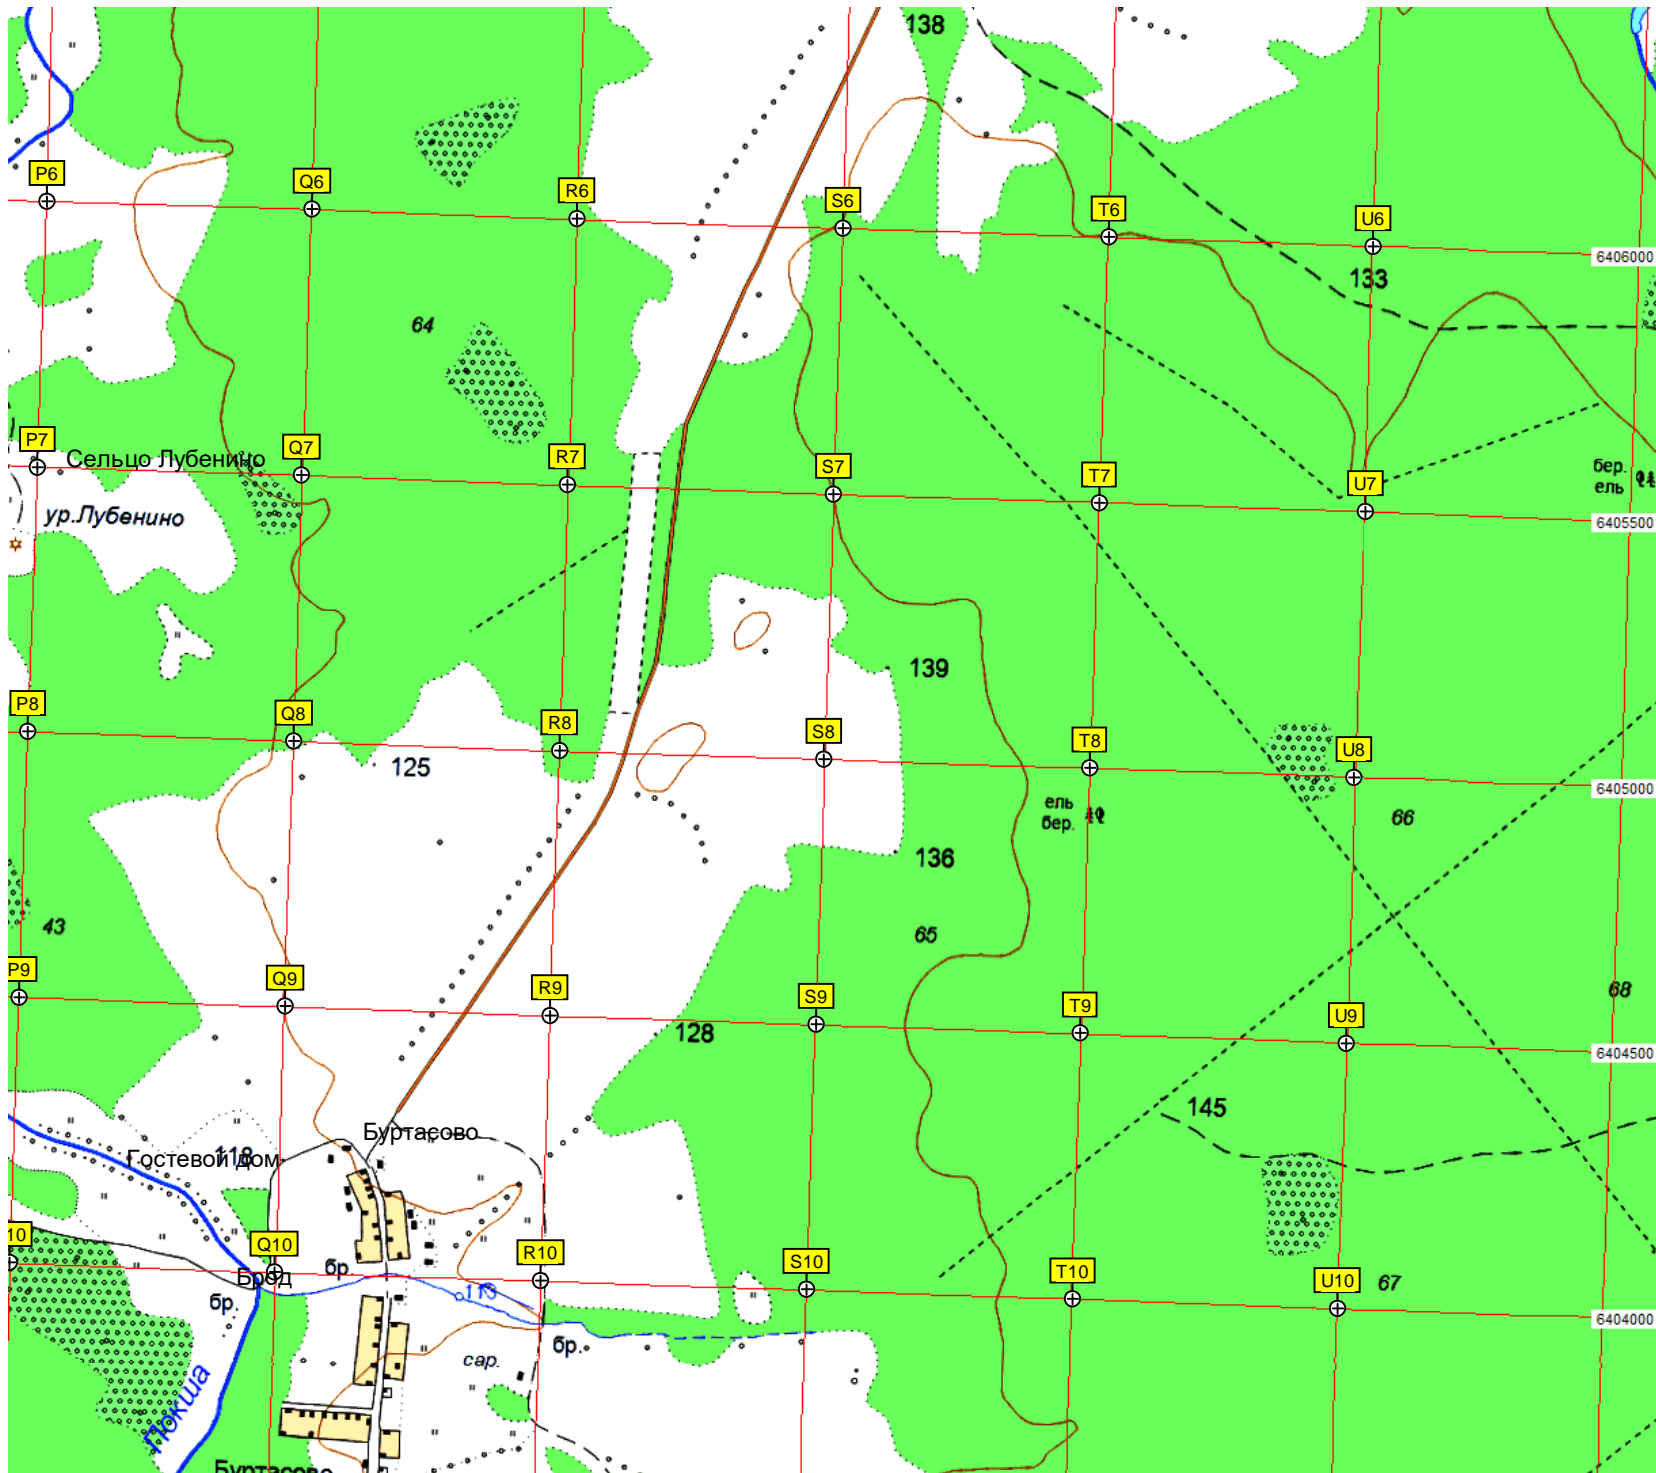 138
P6
Q6
R6
S6
T6
U6
6406000
133
64
P7
Сельцо Лубенино
Q7
R7
S7
T7
U7
бер.
ель
ур.Лубенино
6405500
139
P8
Q8
R8
S8
T8
U8
125
6405000
ель
бер.
66
136
43
65
P9
Q9
R9
S9
T9
U9
68
128
6404500
145
Буртасово
118
Гостевой дом
10
Q10
R10
S10
T10
U10
67
бр.
Брод
113
бр.
6404000
бр.
сар.
Покша
Буртасово